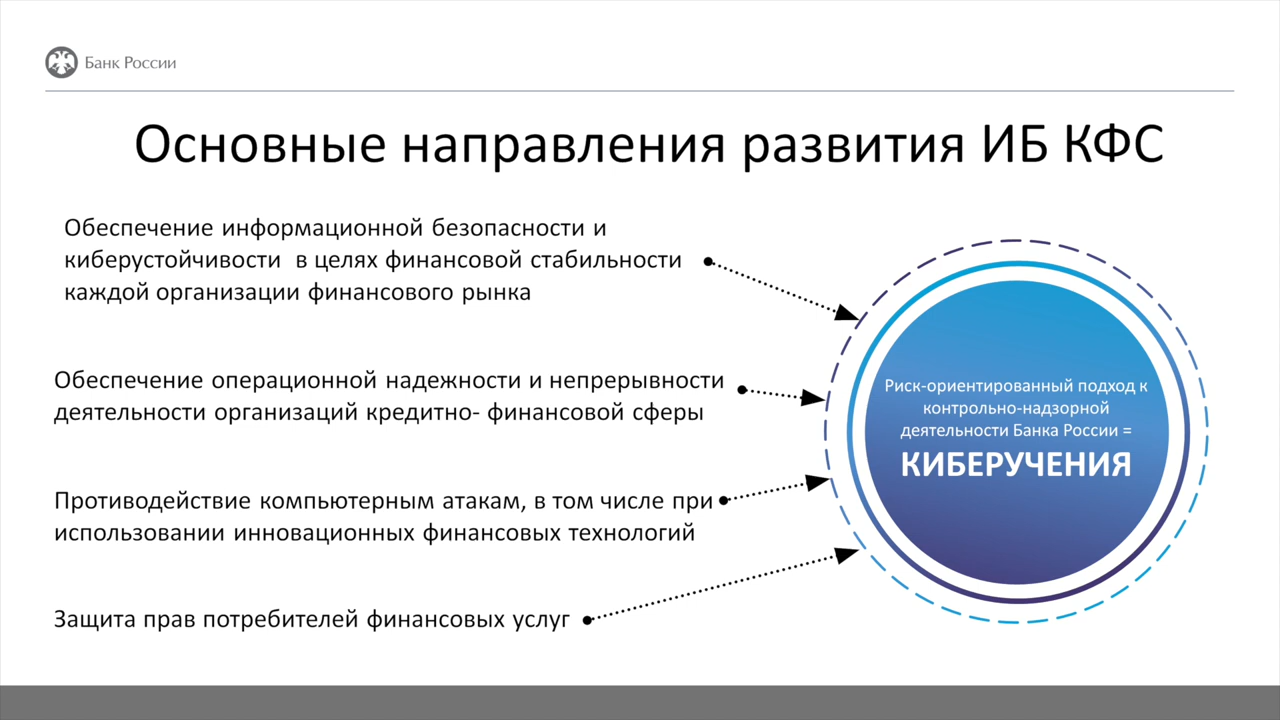 Банк России
Основные направления развития ИБ КФС
Обеспечение информационной безопасности и
киберустойчивости в целях финансовой стабильности
каждой организации финансового рынка
Обеспечение операционной надежности и непрерывности
деятельности организаций кредитно- финансовой сферы
Противодействие компьютерным атакам, в том числе при
использовании инновационных финансовых технологий
Защита прав потребителей финансовых услуг
Риск-ориентированный подход к
контрольно-надзорной
деятельности Банка России =
КИБЕРУЧЕНИЯ